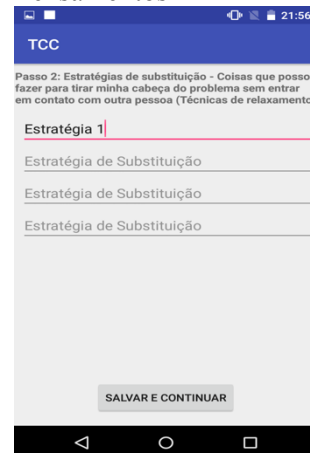 21:56
TCC
Passo 2: Estratégias de substituição - Coisas que posso
fazer para tirar minha cabeça do problema sem entrar
em contato com outra pessoa (Técnicas de relaxamento
Estratégia 1
Estratégia de Substituição
Estratégia de Substituição
Estratégia de Substituição
SALVAR E CONTINUAR